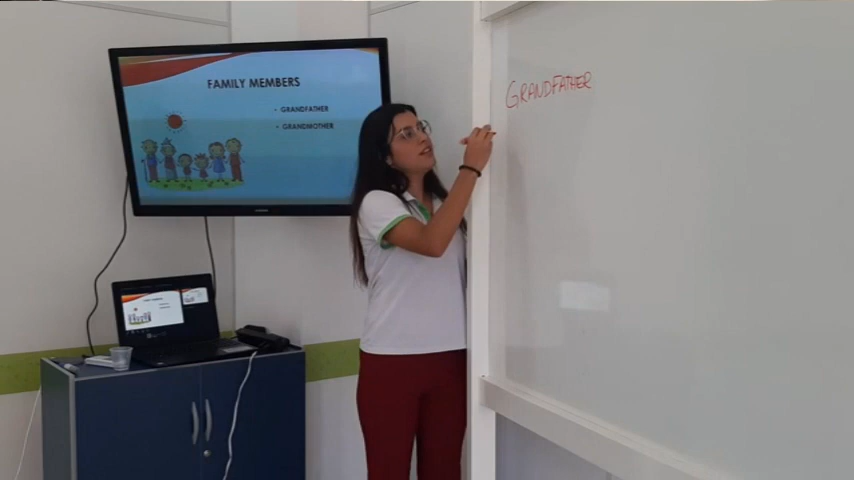 FAMILY MEMBERS
• GRANDFATHER
• GRANDMOTHER
GRANDFATHER